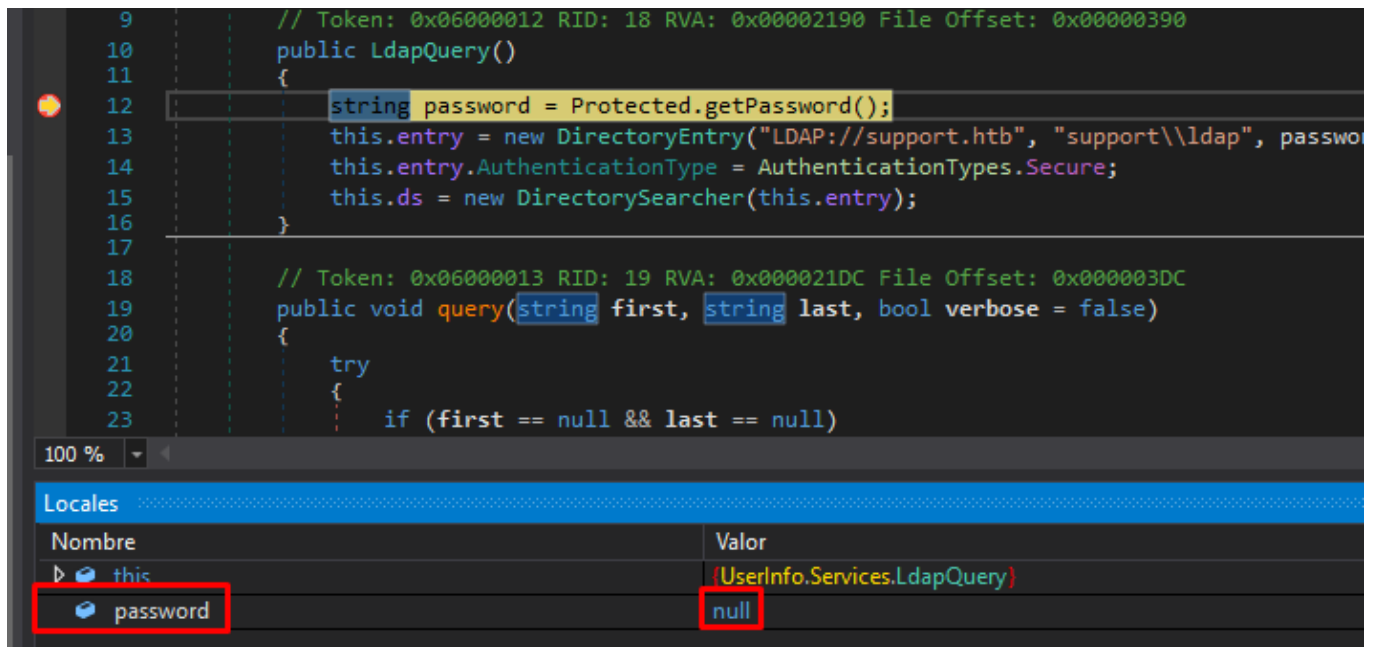 9 // Token: 0x06000012 RID: 18 RVA: 0x00002190 File Offset: 0x00000390
10 public LdapQuery()
11 {
12 string password = Protected.getPassword();
13 this.entry = new DirectoryEntry("LDAP://support.htb", "support\\ldap", passwo
14 this.entry.AuthenticationType = AuthenticationTypes.Secure;
15 this.ds = new DirectorySearcher(this.entry);
16 }
17
18 // Token: 0x06000013 RID: 19 RVA: 0x000021DC File Offset: 0x000003DC
19 public void query(string first, string last, bool verbose = false)
20 {
21 try
22 {
23 if (first == null && last == null)
100 %
Locales
Nombre Valor
this {UserInfo.Services.LdapQuery}
password null